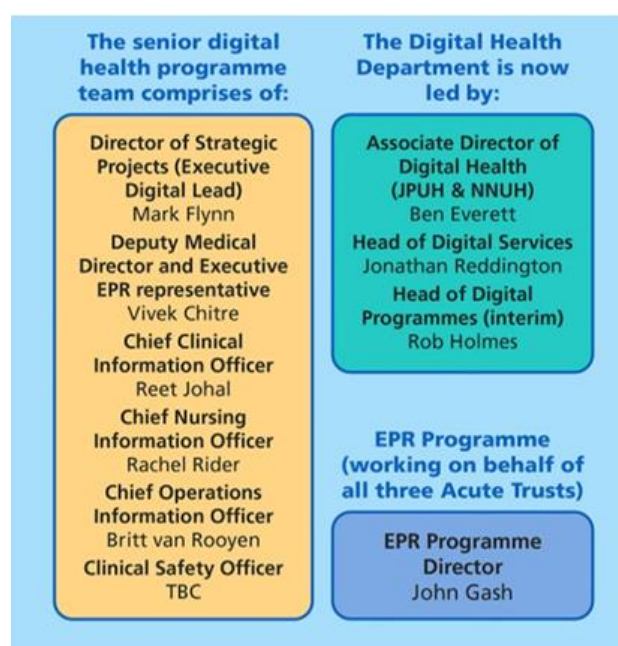 The senior digital
health programme
team comprises of:
Director of Strategic
Projects (Executive
Digital Lead)
Mark Flynn
Deputy Medical
Director and Executive
EPR representative
Vivek Chitre
Chief Clinical
Information Officer
Reet Johal
Chief Nursing
Information Officer
Rachel Rider
Chief Operations
Information Officer
Britt van Rooyen
Clinical Safety Officer
TBC
The Digital Health
Department is now
led by:
Associate Director of
Digital Health
(JPUH & NNUH)
Ben Everett
Head of Digital Services
Jonathan Reddington
Head of Digital
Programmes (interim)
Rob Holmes
EPR Programme
(working on behalf of
all three Acute Trusts)
EPR Programme
Director
John Gash